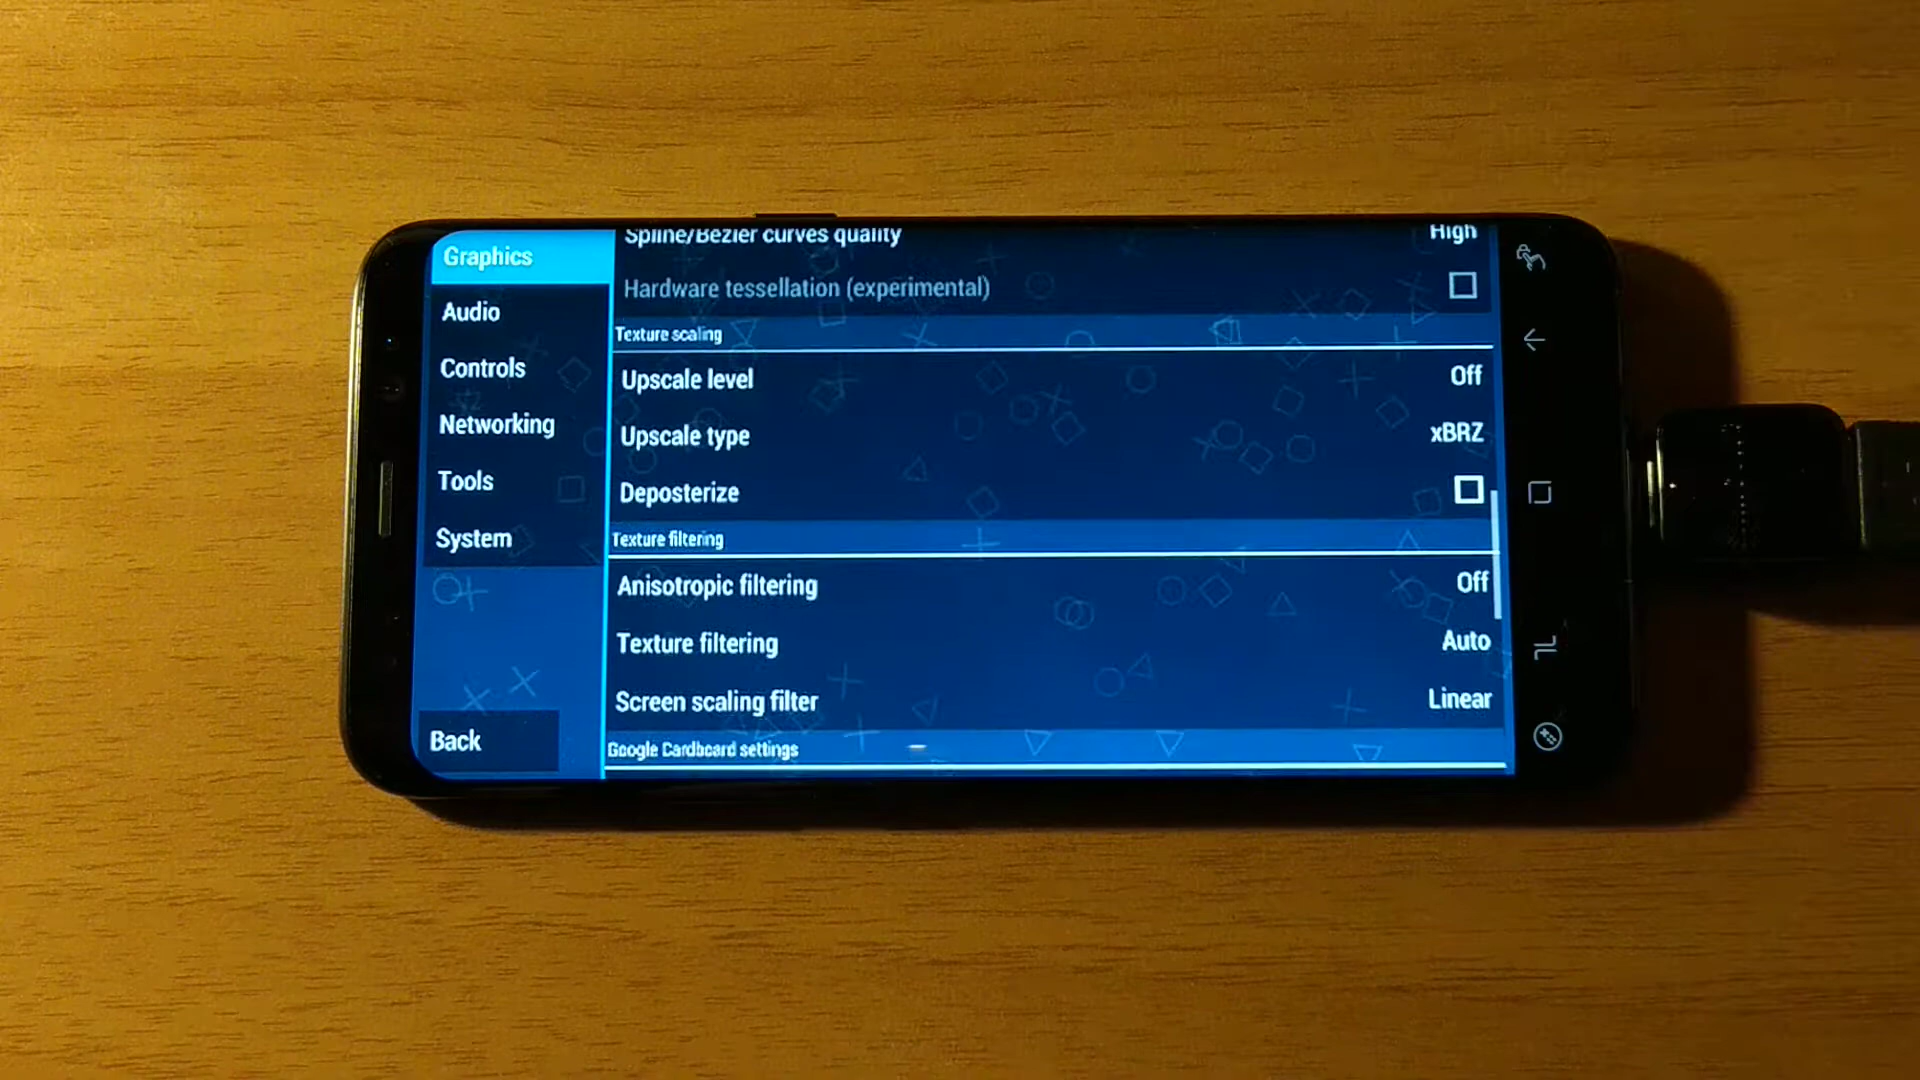 Graphics
Audio
Controls
Networking
Tools
System
Back
Spline/Bezier curves quality High
Hardware tessellation (experimental)
Texture scaling
Upscale level Off
Upscale type xBRZ
Deposterize
Texture filtering
Anisotropic filtering Off
Texture filtering Auto
Screen scaling filter Linear
Google Cardboard settings